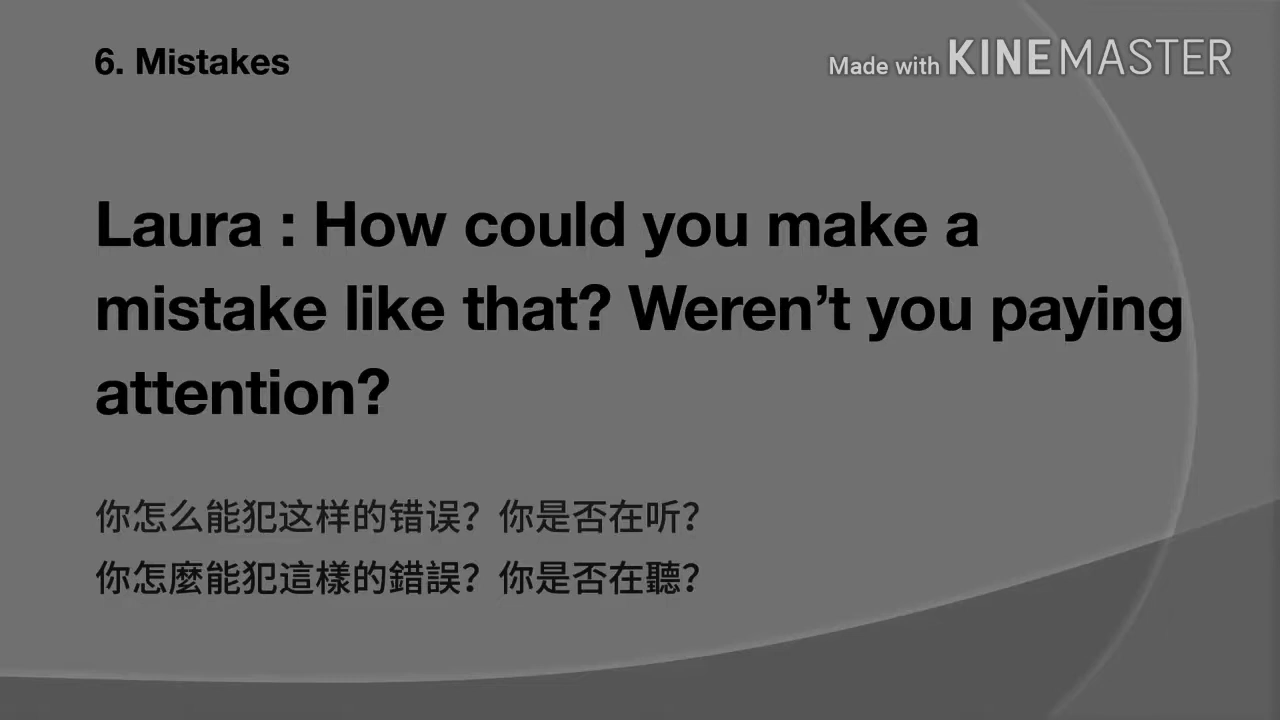 6. Mistakes
Made with KINEMASTER
Laura : How could you make a
mistake like that? Weren’t you paying
attention?
你怎么能犯这样的错误？你是否在听？
你怎麼能犯這樣的錯誤？你是否在聽？